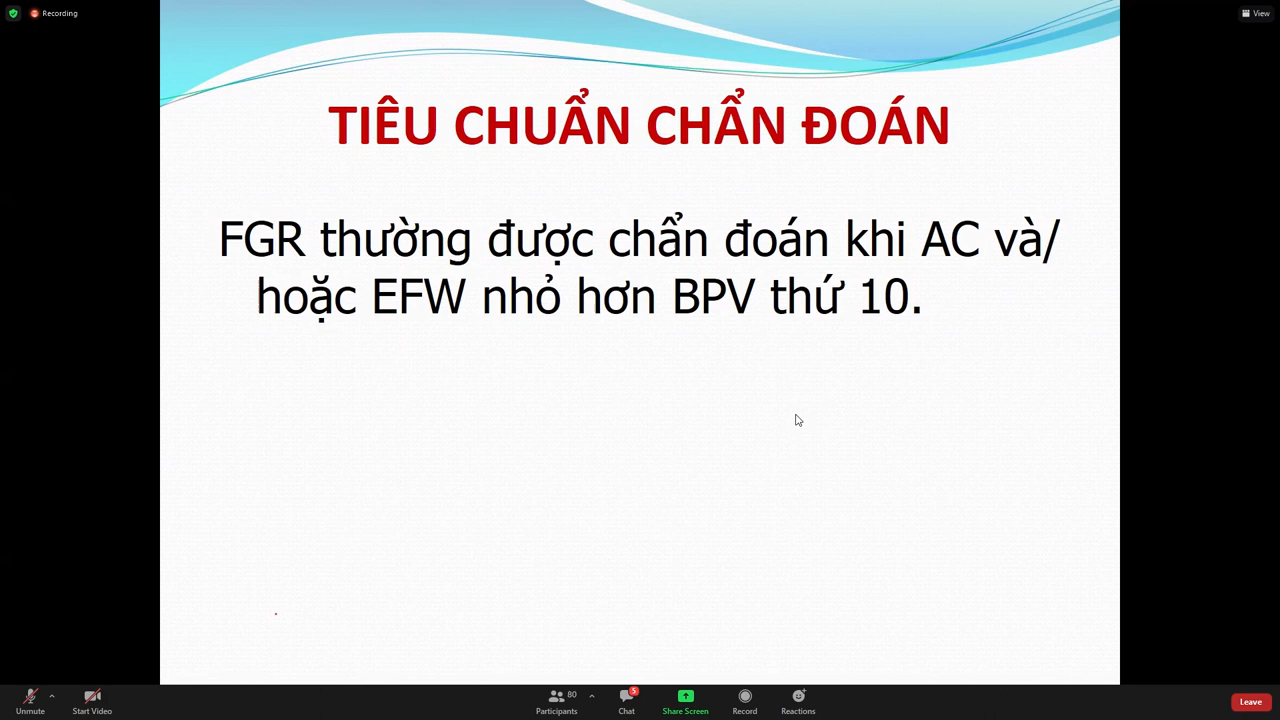 Recording
View
TIÊU CHUẨN CHẨN ĐOÁN
FGR thường được chẩn đoán khi AC và/
hoặc EFW nhỏ hơn BPV thứ 10.
80
5
Unmute
Start Video
Participants
Chat
Share Screen
Record
Reactions
Leave